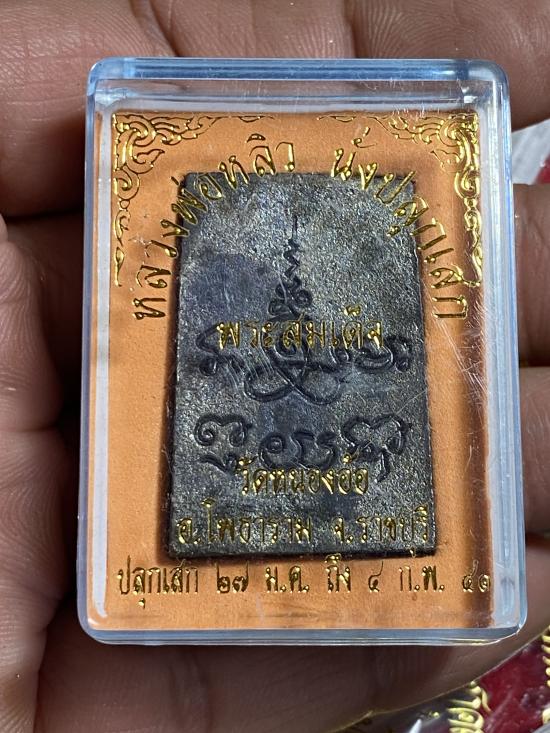 หลวงพ่อหลิว นั่งปลุกเสก
พระสมเด็จ
วัดหนองอ้อ
อ.โพธาราม จ.ราชบุรี
ปลุกเสก ๒๗ ม.ค. ถึง ๔ ก.พ. ๔๑